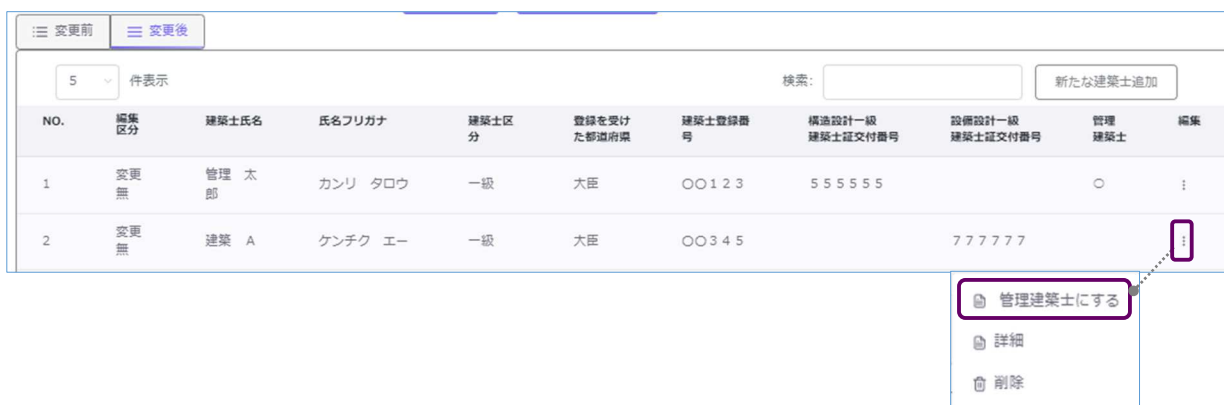 変更前 変更後
5 件表示 検索: 新たな建築士追加
NO. 編集区分 建築士氏名 氏名フリガナ 建築士区分 登録を受けた都道府県 建築士登録番号 構造設計一級建築士証交付番号 設備設計一級建築士証交付番号 管理建築士 編集
1 変更無 管理　太郎 カンリ　タロウ 一級 大臣 〇〇１２３ ５５５５５５ 〇
2 変更無 建築　A ケンチク　エー 一級 大臣 〇〇３４５ ７７７７７７
管理建築士にする
詳細
削除